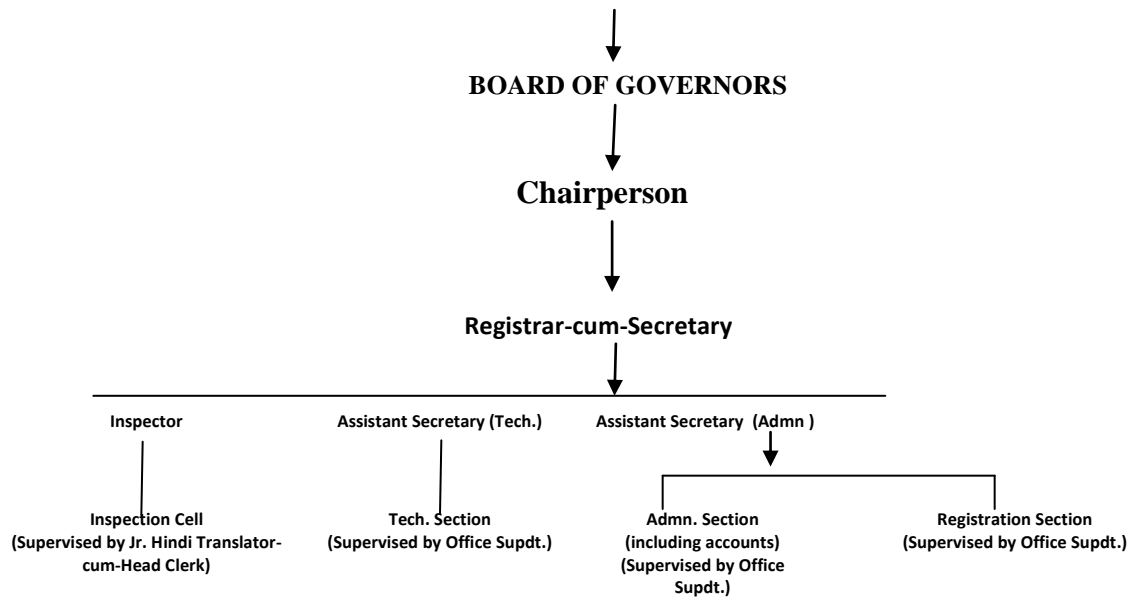 BOARD OF GOVERNORS
Chairperson
Registrar-cum-Secretary
Inspector
Assistant Secretary (Tech.)
Assistant Secretary (Admn )
Inspection Cell
(Supervised by Jr. Hindi Translator-
cum-Head Clerk)
Tech. Section
(Supervised by Office Supdt.)
Admn. Section
(including accounts)
(Supervised by Office
Supdt.)
Registration Section
(Supervised by Office Supdt.)